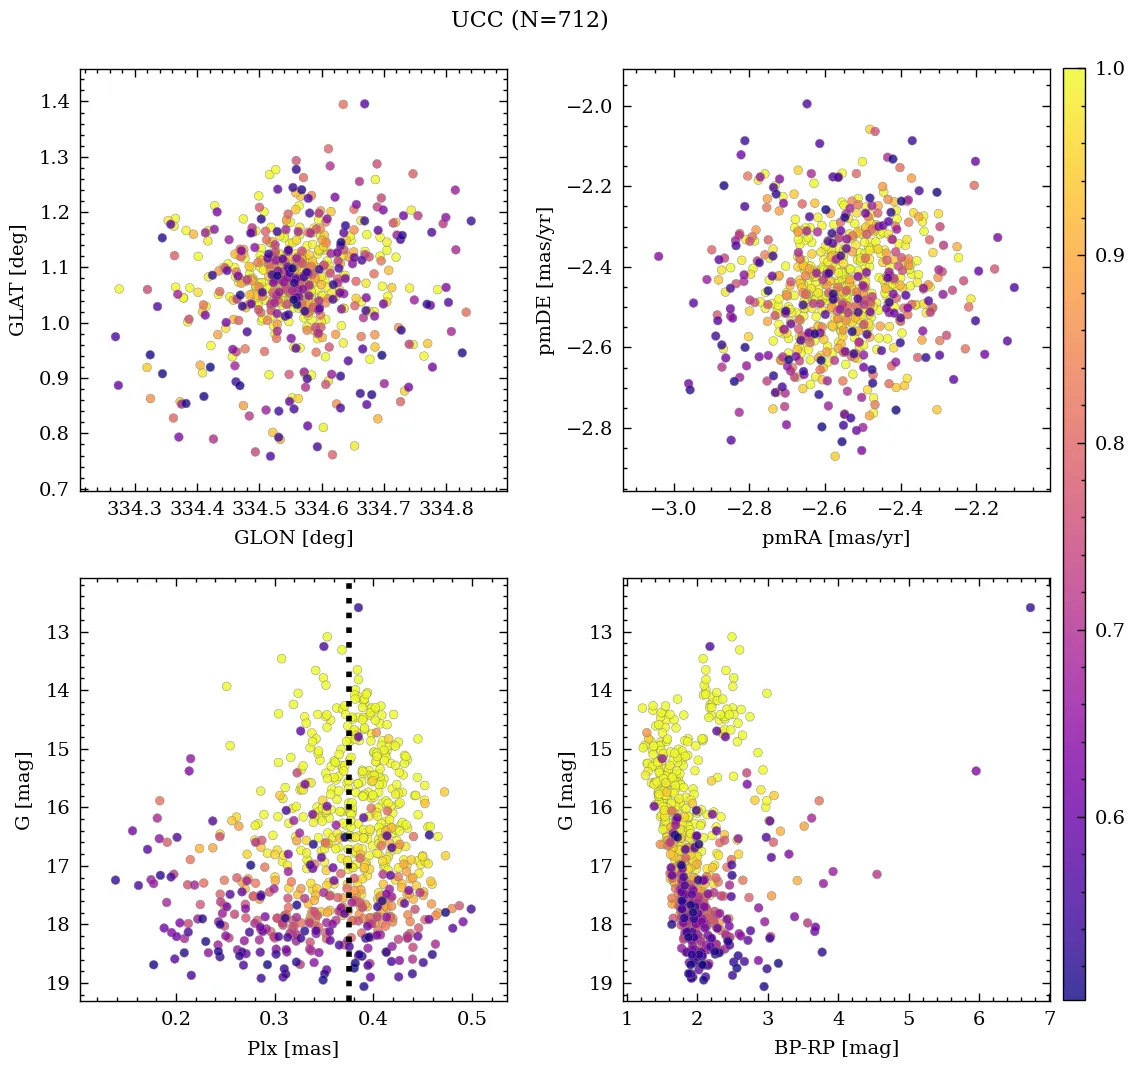 UCC (N=712)
1.4
1.3
1.2
1.1
1.0
0.9
0.8
0.7
GLAT [deg]
334.3 334.4 334.5 334.6 334.7 334.8
GLON [deg]
−2.0
−2.2
−2.4
−2.6
−2.8
pmDE [mas/yr]
−3.0 −2.8 −2.6 −2.4 −2.2
pmRA [mas/yr]
1.0
0.9
0.8
0.7
0.6
13
14
15
16
17
18
19
G [mag]
0.2 0.3 0.4 0.5
Plx [mas]
13
14
15
16
17
18
19
G [mag]
1 2 3 4 5 6 7
BP-RP [mag]